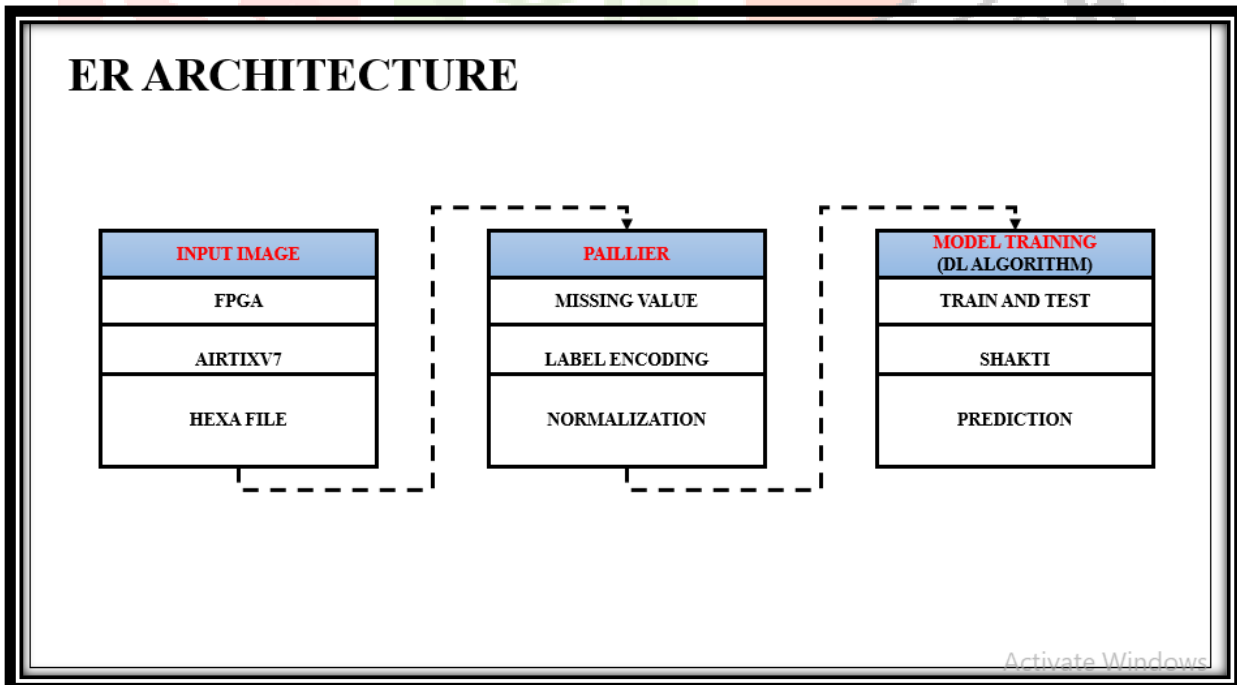 ER ARCHITECTURE
INPUT IMAGE
FPGA
AIRTIXV7
HEXA FILE
PAILLIER
MISSING VALUE
LABEL ENCODING
NORMALIZATION
MODEL TRAINING
(DL ALGORITHM)
TRAIN AND TEST
SHAKTI
PREDICTION
Activate Windows